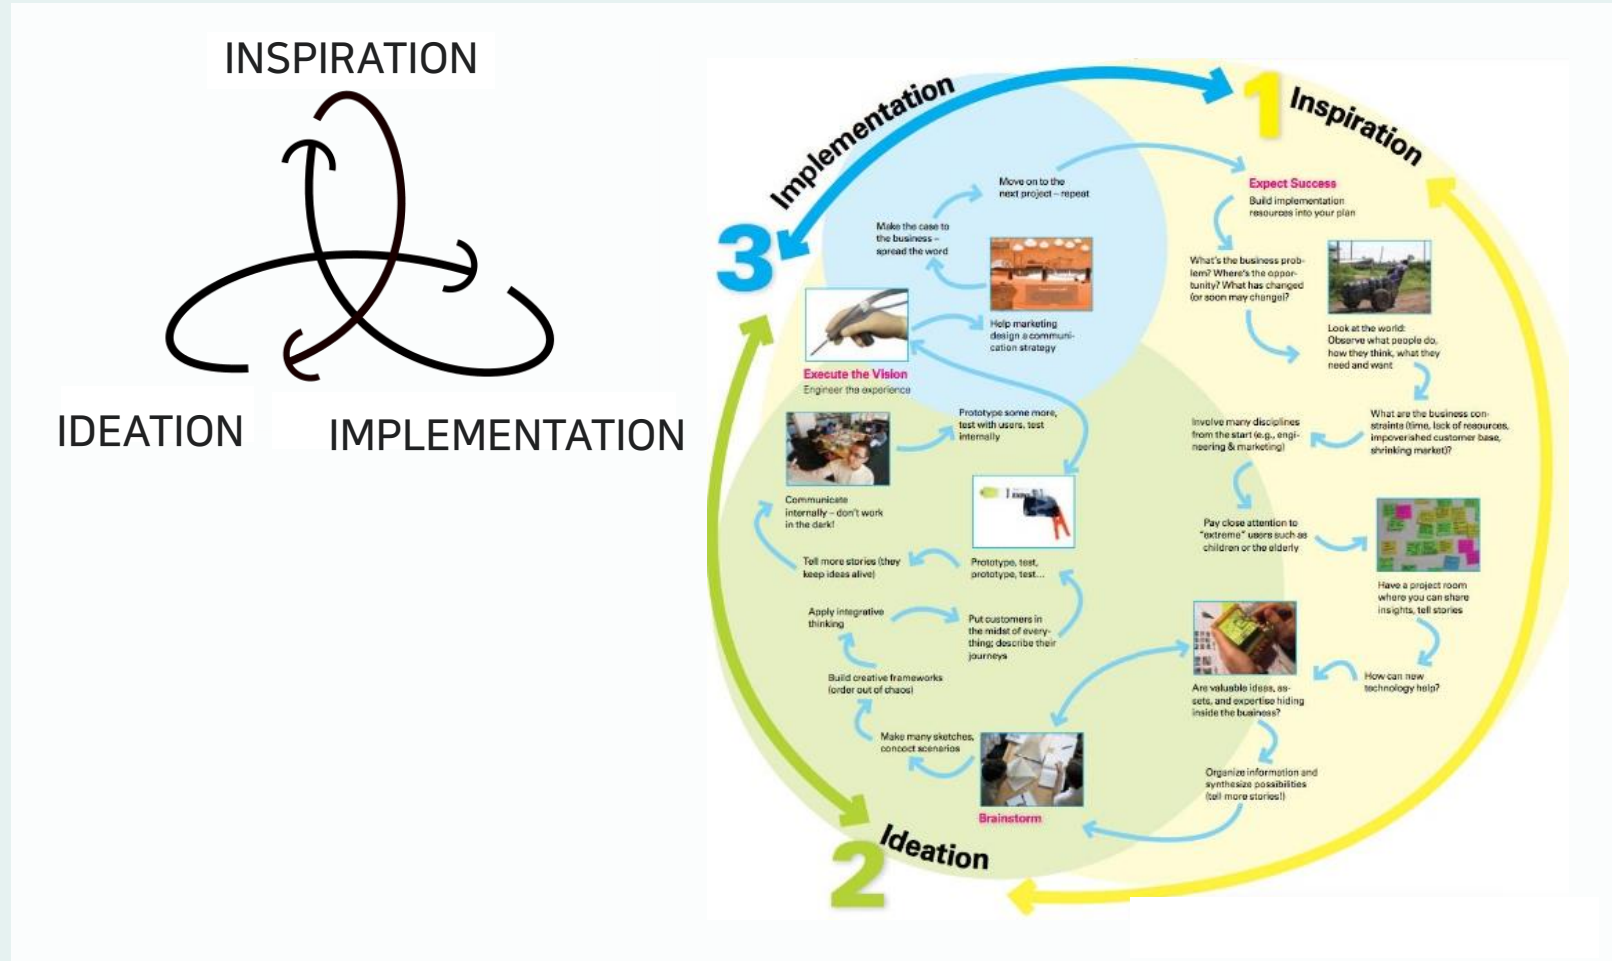 INSPIRATION
IDEATION
IMPLEMENTATION
Implementation
1
Inspiration
3
Move on to the
next project – repeat
Make the case to
the business –
spread the word
Help marketing
design a communi-
cation strategy
Execute the Vision
Engineer the experience
Expect Success
Build implementation
resources into your plan
What's the business prob-
lem? Where's the oppor-
tunity? What has changed
(or soon may change)?
Look at the world:
Observe what people do,
how they think, what they
need and want
What are the business con-
straints (time, lack of resources,
impoverished customer base,
shrinking market)?
Involve many disciplines
from the start (e.g., engi-
neering & marketing)
Pay close attention to
"extreme" users such as
children or the elderly
Have a project room
where you can share
insights, tell stories
How can new
technology help?
Are valuable ideas, as-
sets, and expertise hiding
inside the business?
Organize information and
synthesize possibilities
(tell more stories!)
Brainstorm
Make many sketches,
concoct scenarios
Build creative frameworks
(order out of chaos)
Apply integrative
thinking
Put customers in
the midst of every-
thing; describe their
journeys
Prototype, test,
prototype, test...
Tell more stories (they
keep ideas alive)
Communicate
internally – don't work
in the dark!
Prototype some more,
test with users, test
internally
2
Ideation